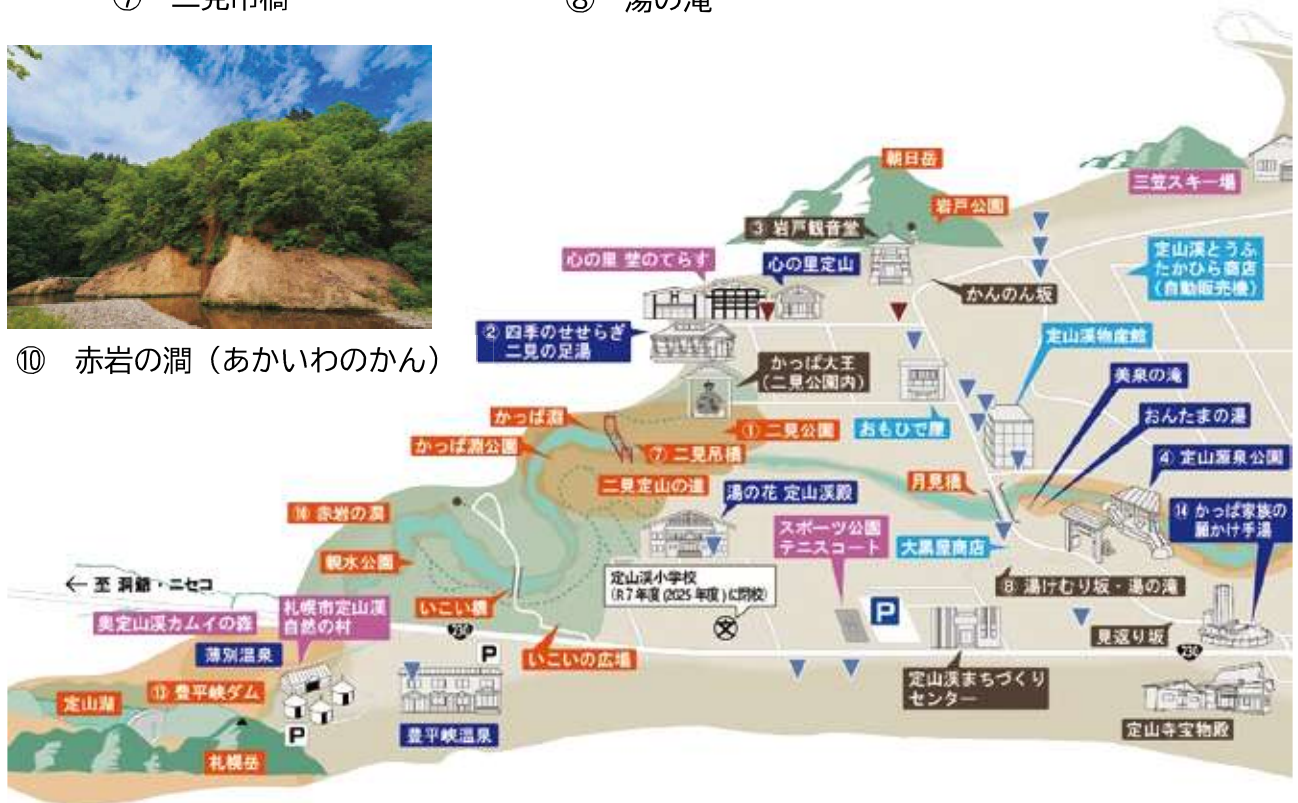 ⑦ 二見吊橋
⑧ 湯の滝
⑩ 赤岩の澗（あかいわのかん）
朝日岳
三笠スキー場
岩戸公園
3 岩戸観音堂
心の里 埜のてらす
心の里定山
定山渓とうふ
たかひら商店
（自動販売機）
かんのん坂
② 四季のせせらぎ
二見の足湯
定山渓物産館
かっぱ大王
（二見公園内）
美泉の滝
おんたまの湯
かっぱ淵
① 二見公園
おもひで屋
かっぱ淵公園
⑦ 二見吊橋
④ 定山源泉公園
二見定山の道
湯の花 定山渓殿
月見橋
⑩ 赤岩の澗
スポーツ公園
テニスコート
大黒屋商店
⑭ かっぱ家族の
願かけ手湯
親水公園
← 至 洞爺・ニセコ
定山渓小学校
(R7年度(2025年度)に閉校)
⑧ 湯けむり坂・湯の滝
札幌市定山渓
自然の村
いこい橋
奥定山渓カムイの森
P
230
見返り坂
薄別温泉
P
いこいの広場
230
定山渓まちづくり
センター
⑬ 豊平峡ダム
定山湖
P
豊平峡温泉
定山寺宝物殿
札幌岳